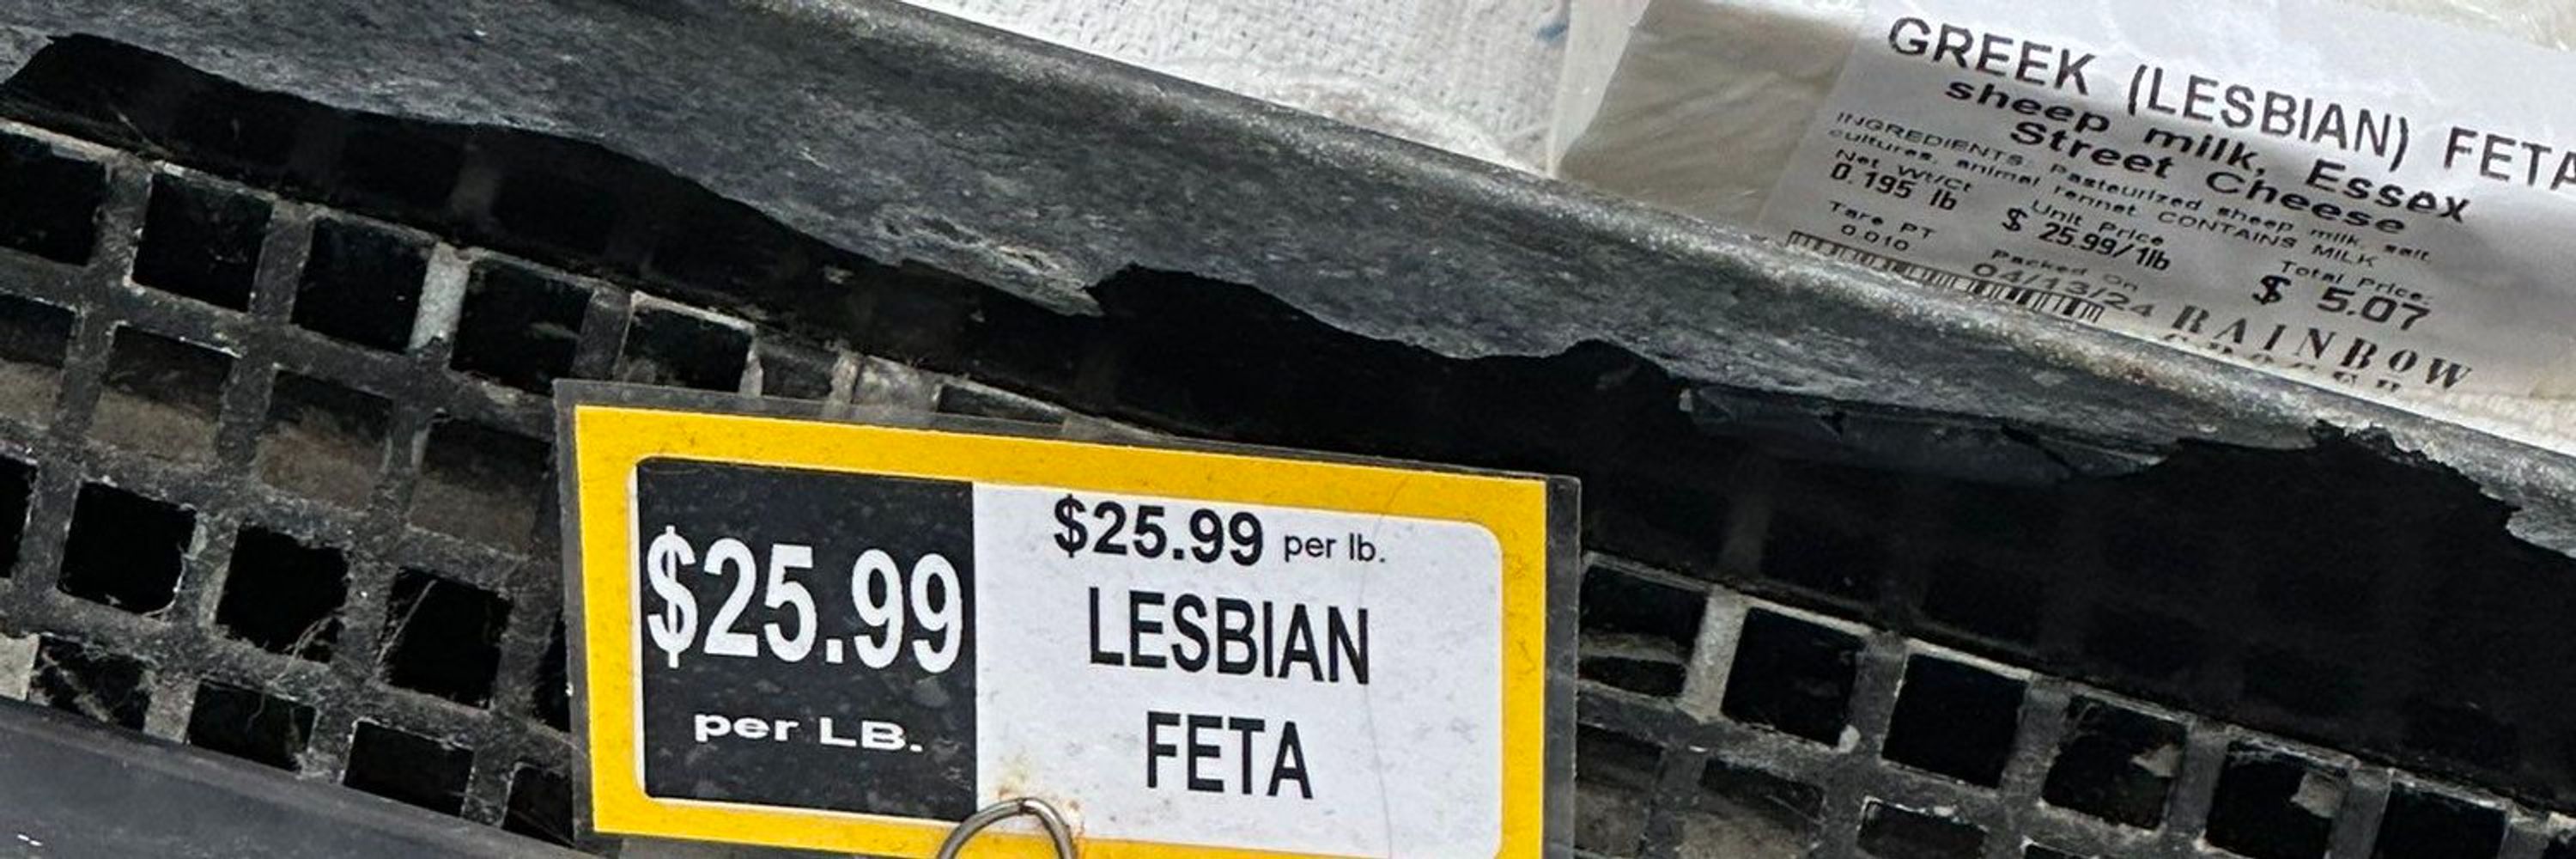 GREEK (LESBIAN) FETA
sheep milk, Essex
Street Cheese
INGREDIENTS: Pasteurized sheep milk, salt,
cultures, animal rennet. CONTAINS MILK
Net Wt/Ct
0.195 lb
Unit Price
$ 25.99/1lb
Total Price:
$ 5.07
Tare PT
0.010
Packed On
04/13/24
RAINBOW
$25.99
per LB.
$25.99 per lb.
LESBIAN
FETA